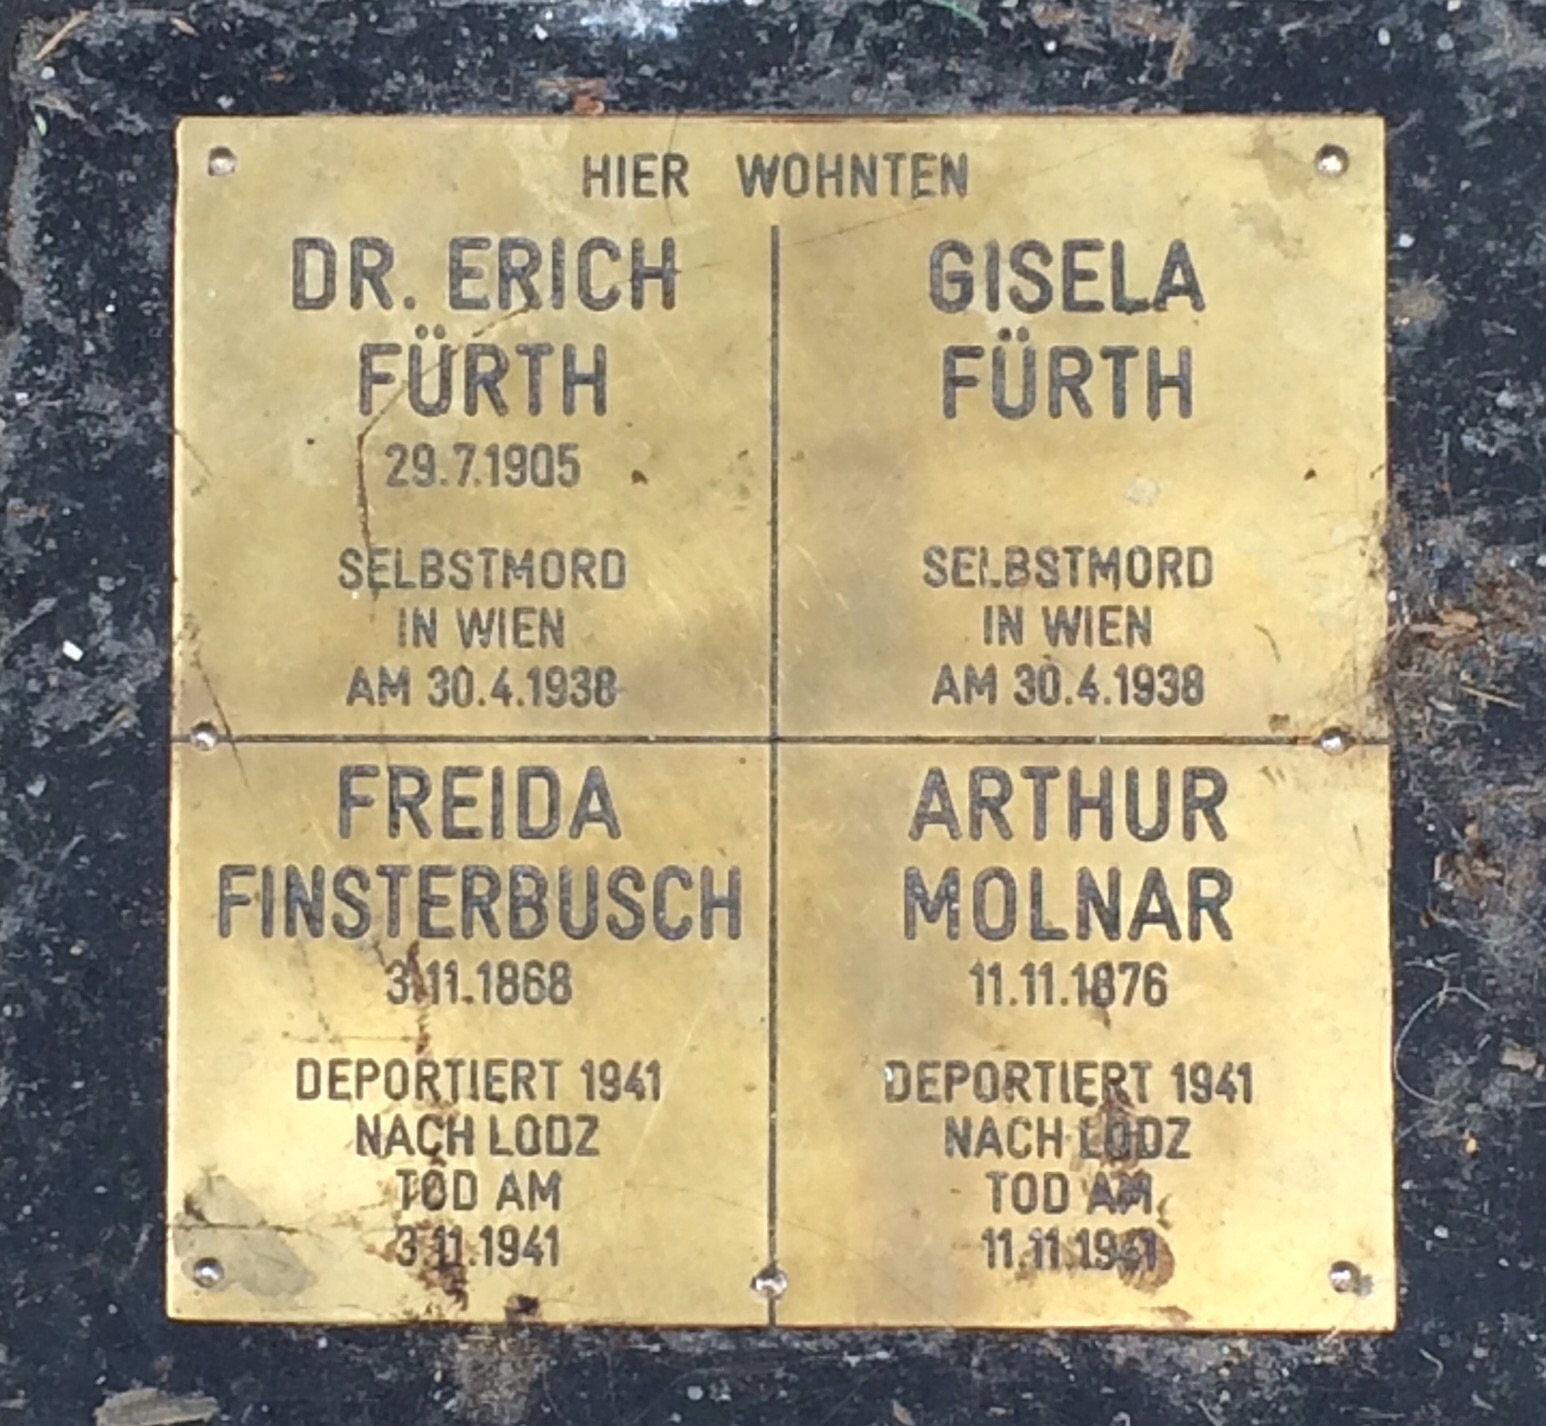 HIER WOHNTEN
DR. ERICH
FÜRTH
29.7.1905
SELBSTMORD
IN WIEN
AM 30.4.1938
GISELA
FÜRTH
SELBSTMORD
IN WIEN
AM 30.4.1938
FREIDA
FINSTERBUSCH
3.11.1868
DEPORTIERT 1941
NACH LODZ
TOD AM
3.11.1941
ARTHUR
MOLNAR
11.11.1876
DEPORTIERT 1941
NACH LODZ
TOD AM
11.11.1941